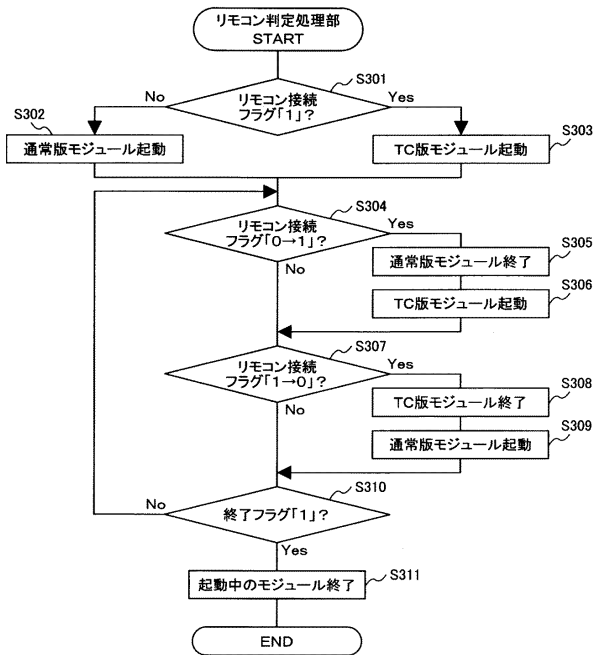 リモコン判定処理部
START
S301
リモコン接続
フラグ「1」?
No
Yes
S302
通常版モジュール起動
S303
TC版モジュール起動
S304
リモコン接続
フラグ「0→1」?
Yes
No
S305
通常版モジュール終了
S306
TC版モジュール起動
S307
リモコン接続
フラグ「1→0」?
Yes
No
S308
TC版モジュール終了
S309
通常版モジュール起動
S310
終了フラグ「1」?
No
Yes
S311
起動中のモジュール終了
END